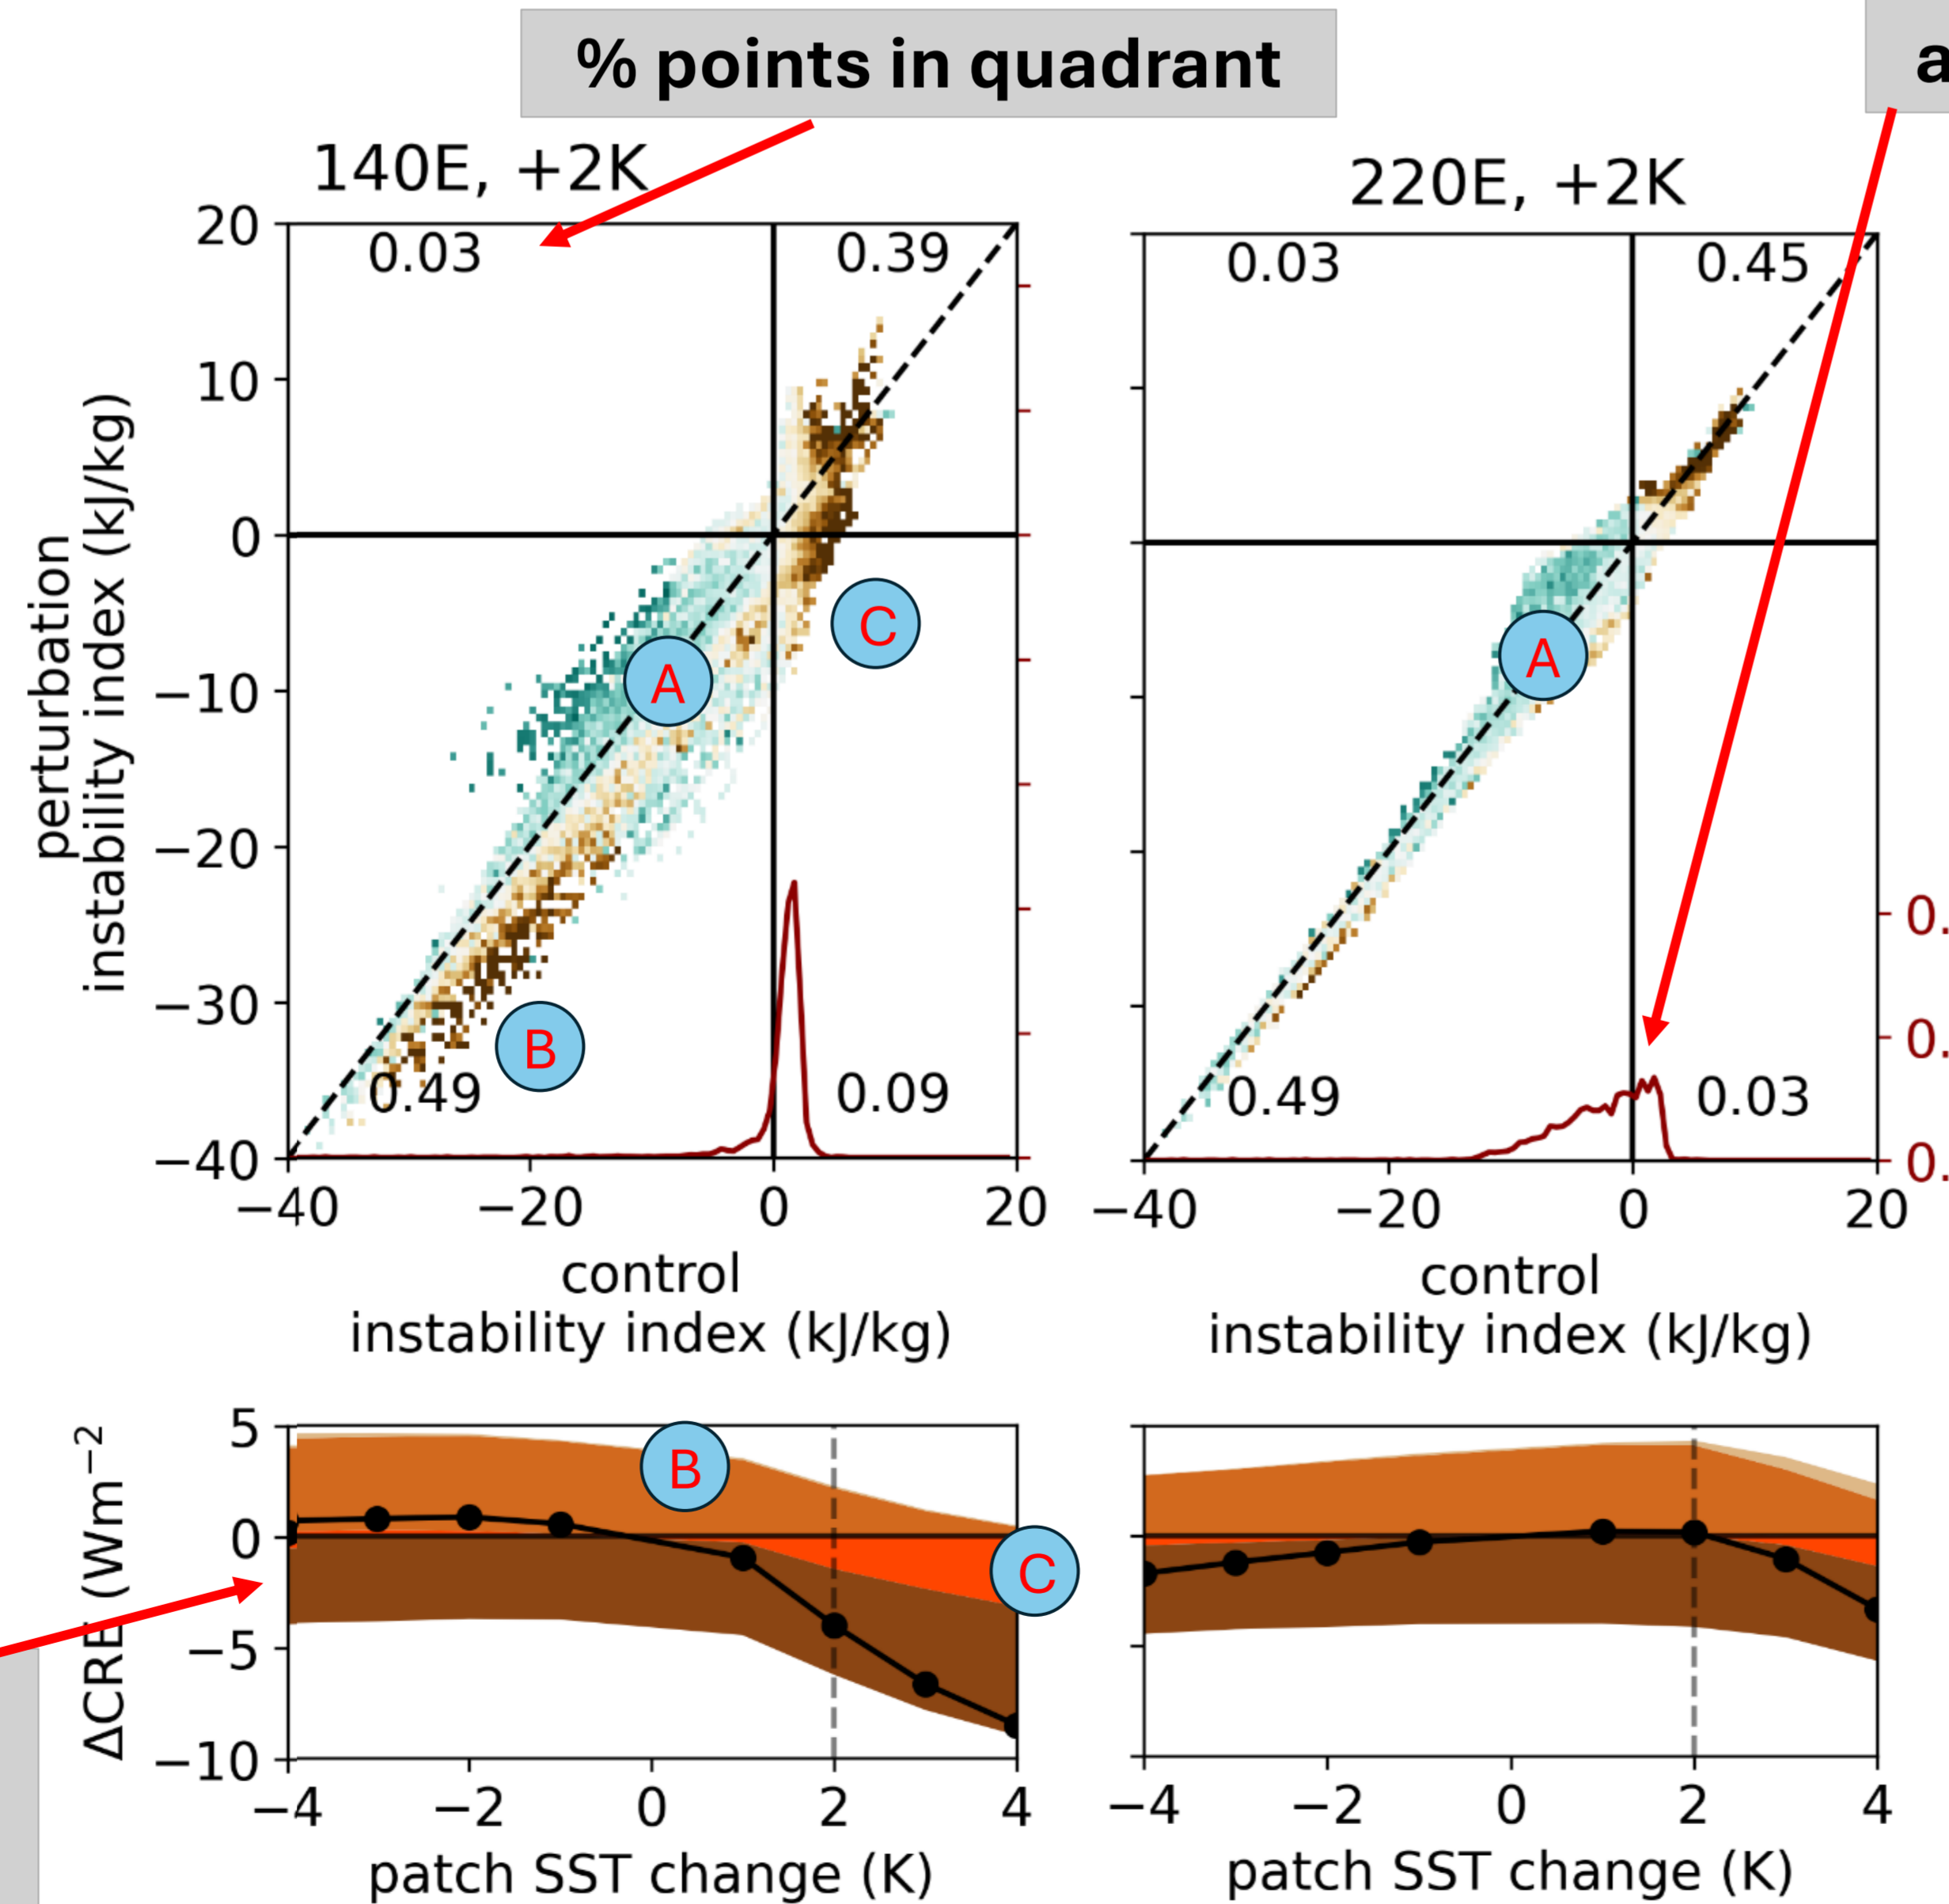 % points in quadrant
a
140E, +2K
220E, +2K
20
10
0
−10
−20
−30
−40
perturbation
instability index (kJ/kg)
0.03
0.39
0.03
0.45
A
C
A
B
0.49
0.09
0.49
0.03
0.
0.
0.
−40
−20
0
20
−40
−20
0
20
control
instability index (kJ/kg)
control
instability index (kJ/kg)
5
0
−5
−10
ΔCRE (Wm−2
B
C
−4
−2
0
2
4
−4
−2
0
2
4
patch SST change (K)
patch SST change (K)